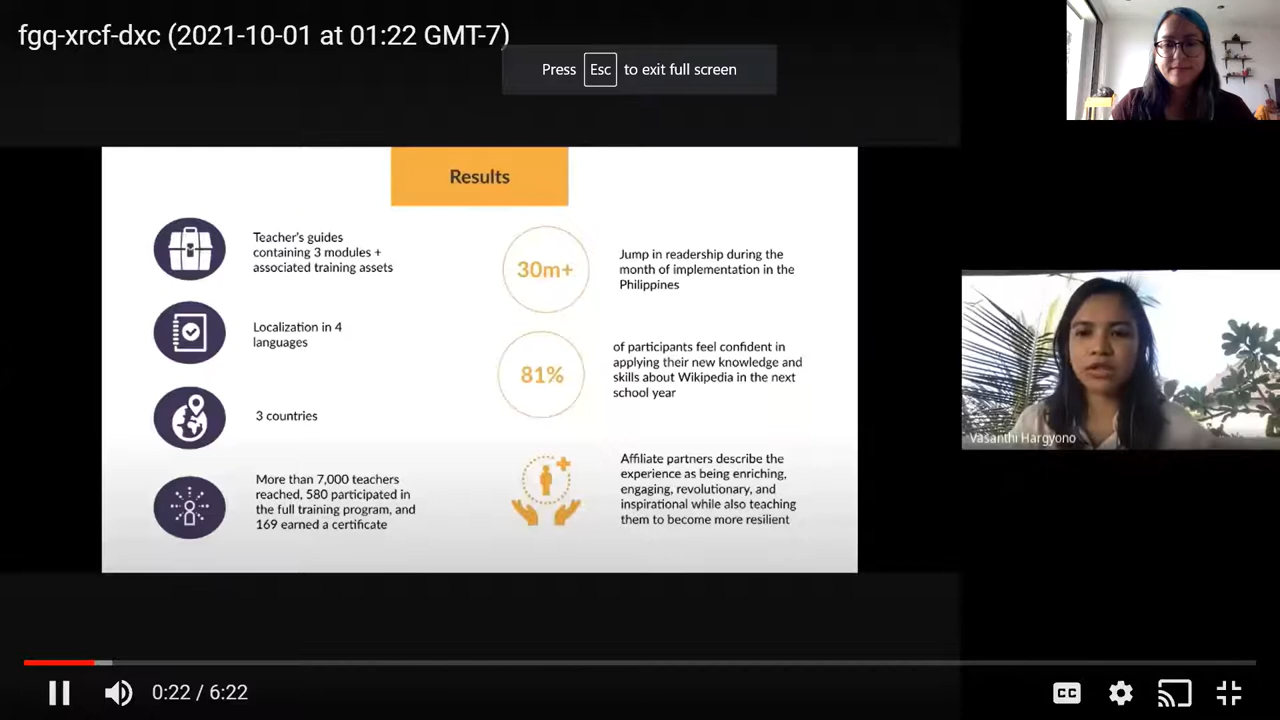 fgq-xrcf-dxc (2021-10-01 at 01:22 GMT-7)
Press Esc to exit full screen
Results
Teacher's guides
containing 3 modules +
associated training assets
Localization in 4
languages
3 countries
More than 7,000 teachers
reached, 580 participated in
the full training program, and
169 earned a certificate
30m+
Jump in readership during the
month of implementation in the
Philippines
81%
of participants feel confident in
applying their new knowledge and
skills about Wikipedia in the next
school year
Affiliate partners describe the
experience as being enriching,
engaging, revolutionary, and
inspirational while also teaching
them to become more resilient
Vasanthi Hargyono
0:22 / 6:22
CC